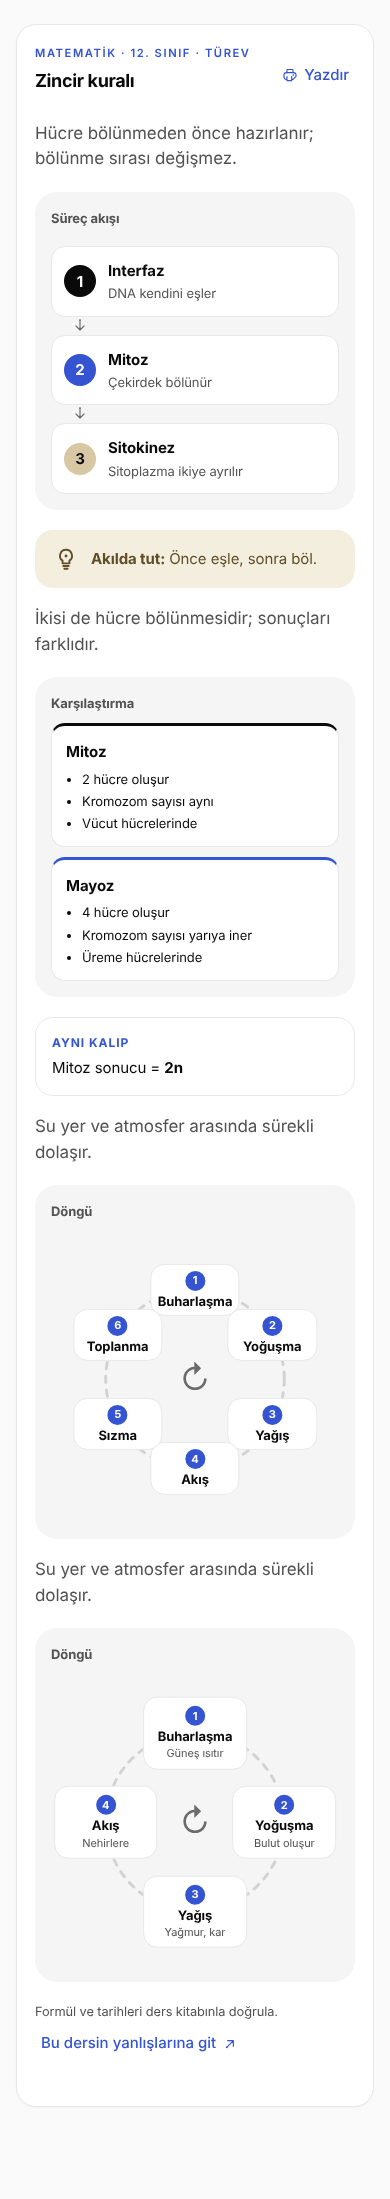 MATEMATİK · 12. SINIF · TÜREV
Zincir kuralı
Yazdır
Hücre bölünmeden önce hazırlanır;
bölünme sırası değişmez.
Süreç akışı
1
Interfaz
DNA kendini eşler
2
Mitoz
Çekirdek bölünür
3
Sitokinez
Sitoplazma ikiye ayrılır
Akılda tut: Önce eşle, sonra böl.
İkisi de hücre bölünmesidir; sonuçları
farklıdır.
Karşılaştırma
Mitoz
• 2 hücre oluşur
• Kromozom sayısı aynı
• Vücut hücrelerinde
Mayoz
• 4 hücre oluşur
• Kromozom sayısı yarıya iner
• Üreme hücrelerinde
AYNI KALIP
Mitoz sonucu = 2n
Su yer ve atmosfer arasında sürekli
dolaşır.
Döngü
1
Buharlaşma
2
Yoğuşma
3
Yağış
4
Akış
5
Sızma
6
Toplanma
Su yer ve atmosfer arasında sürekli
dolaşır.
Döngü
1
Buharlaşma
Güneş ısıtır
2
Yoğuşma
Bulut oluşur
3
Yağış
Yağmur, kar
4
Akış
Nehirlere
Formül ve tarihleri ders kitabınla doğrula.
Bu dersin yanlışlarına git